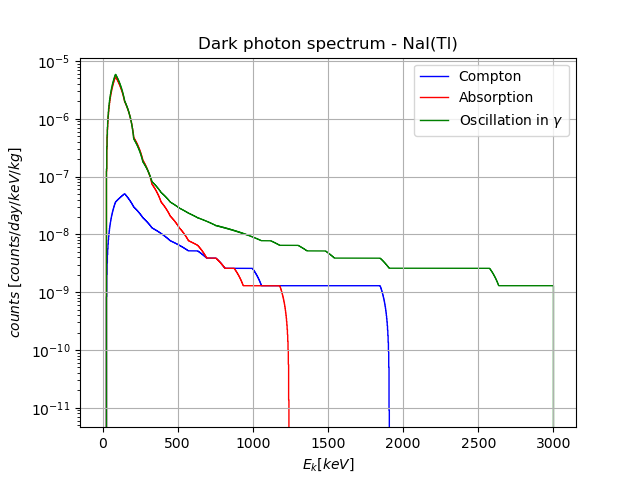 Dark photon spectrum - NaI(Tl)
10⁻⁵
10⁻⁶
10⁻⁷
10⁻⁸
10⁻⁹
10⁻¹⁰
10⁻¹¹
counts [counts/day/keV/kg]
Compton
Absorption
Oscillation in γ
0 500 1000 1500 2000 2500 3000
E_k[keV]